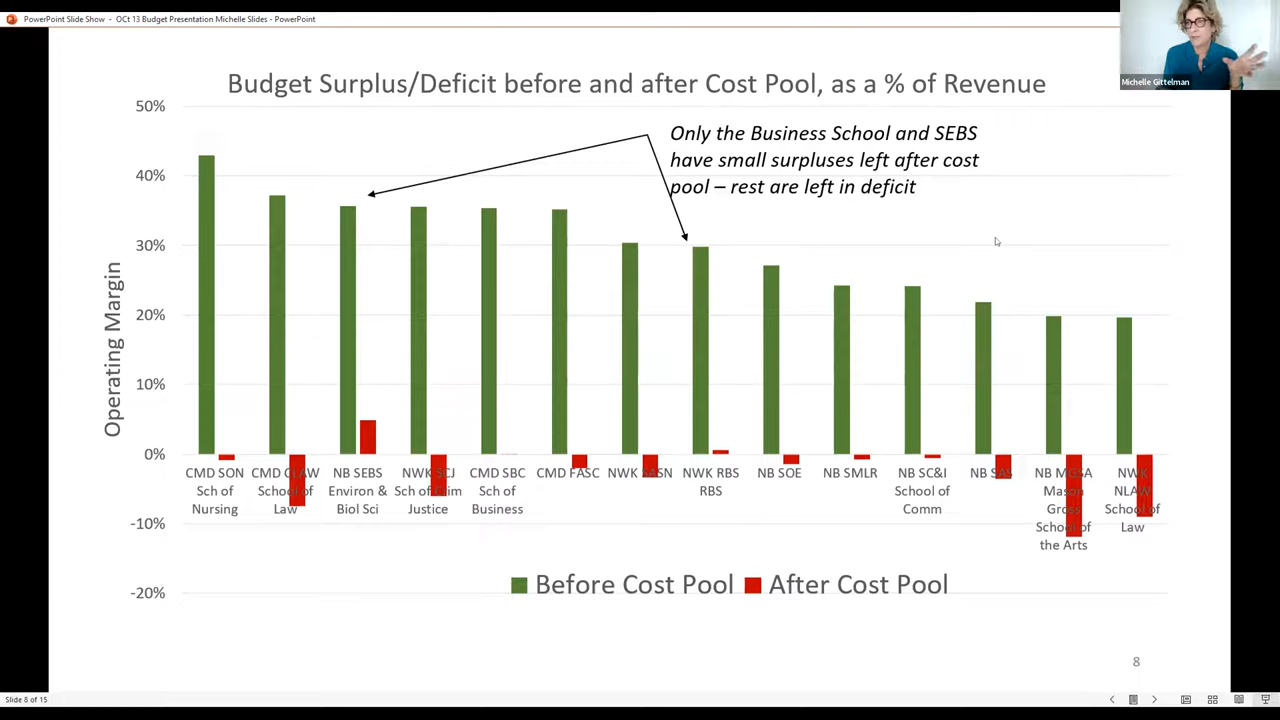 PowerPoint Slide Show - OCt 13 Budget Presentation Michelle Slides - PowerPoint
Michelle Gittelman
Budget Surplus/Deficit before and after Cost Pool, as a % of Revenue
Only the Business School and SEBS
have small surpluses left after cost
pool – rest are left in deficit
Operating Margin
50%
40%
30%
20%
10%
0%
-10%
-20%
CMD SON
Sch of
Nursing
CMD CLAW
School of
Law
NB SEBS
Environ &
Biol Sci
NWK SCJ
Sch of Crim
Justice
CMD SBC
Sch of
Business
CMD FASC
NWK SASN
NWK RBS
RBS
NB SOE
NB SMLR
NB SC&I
School of
Comm
NB SAS
NB MGSA
Mason
Gross
School of
the Arts
NWK
NLAW
School of
Law
Before Cost Pool
After Cost Pool
8
Slide 8 of 15